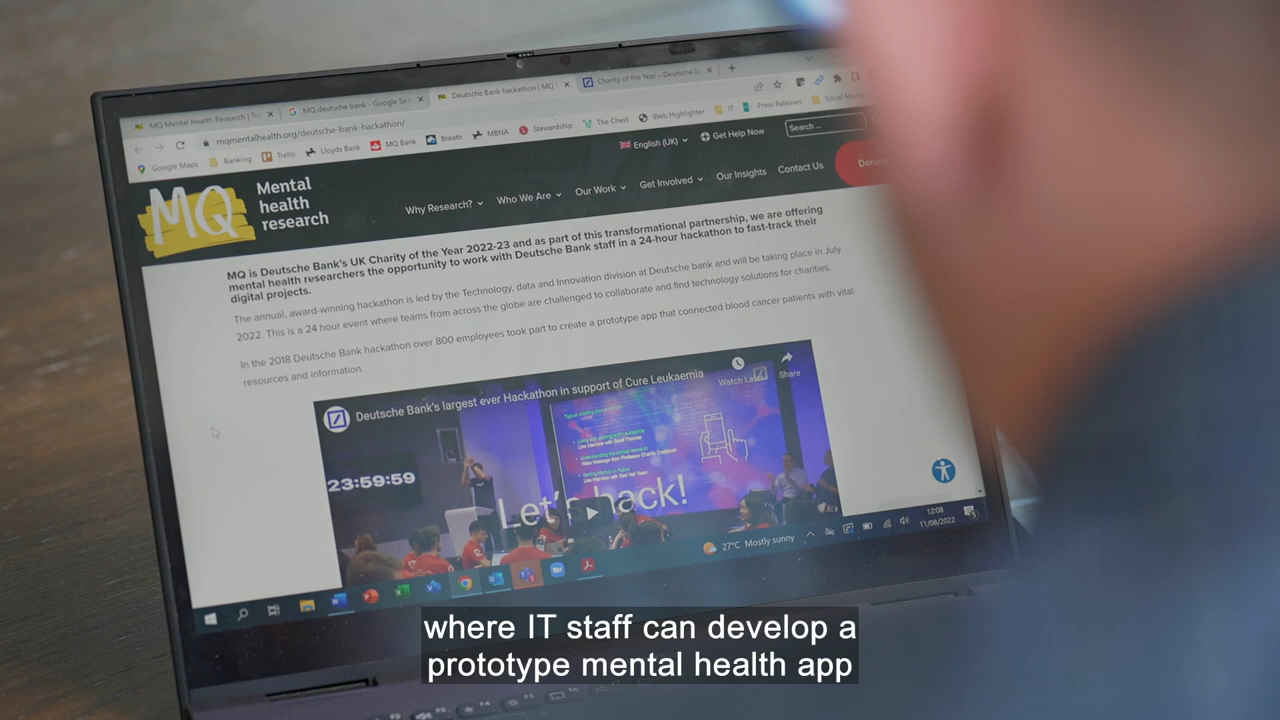 MQ Mental Health Research | Tra
MQ deutsche bank - Google Sea
Deutsche Bank hackathon | MQ
Charity of the Year - Deutsche B
mqmentalhealth.org/deutsche-bank-hackathon/
Google Maps Banking Trello Lloyds Bank MQ Bank Breath MBNA Stewardship The Chest Web Highlighter IT Press Releases Social Media
English (UK) Get Help Now Search ...
MQ Mental
health
research
Why Research? Who We Are Our Work Get Involved Our Insights Contact Us Dona
MQ is Deutsche Bank's UK Charity of the Year 2022-23 and as part of this transformational partnership, we are offering
mental health researchers the opportunity to work with Deutsche Bank staff in a 24-hour hackathon to fast-track their
digital projects.
The annual, award-winning hackathon is led by the Technology, data and Innovation division at Deutsche bank and will be taking place in July
2022. This is a 24 hour event where teams from across the globe are challenged to collaborate and find technology solutions for charities.
In the 2018 Deutsche Bank hackathon over 800 employees took part to create a prototype app that connected blood cancer patients with vital
resources and information.
Deutsche Bank's largest ever Hackathon in support of Cure Leukaemia
Watch Later Share
23:59:59
Let's hack!
27°C Mostly sunny
12:08
11/08/2022
where IT staff can develop a
prototype mental health app